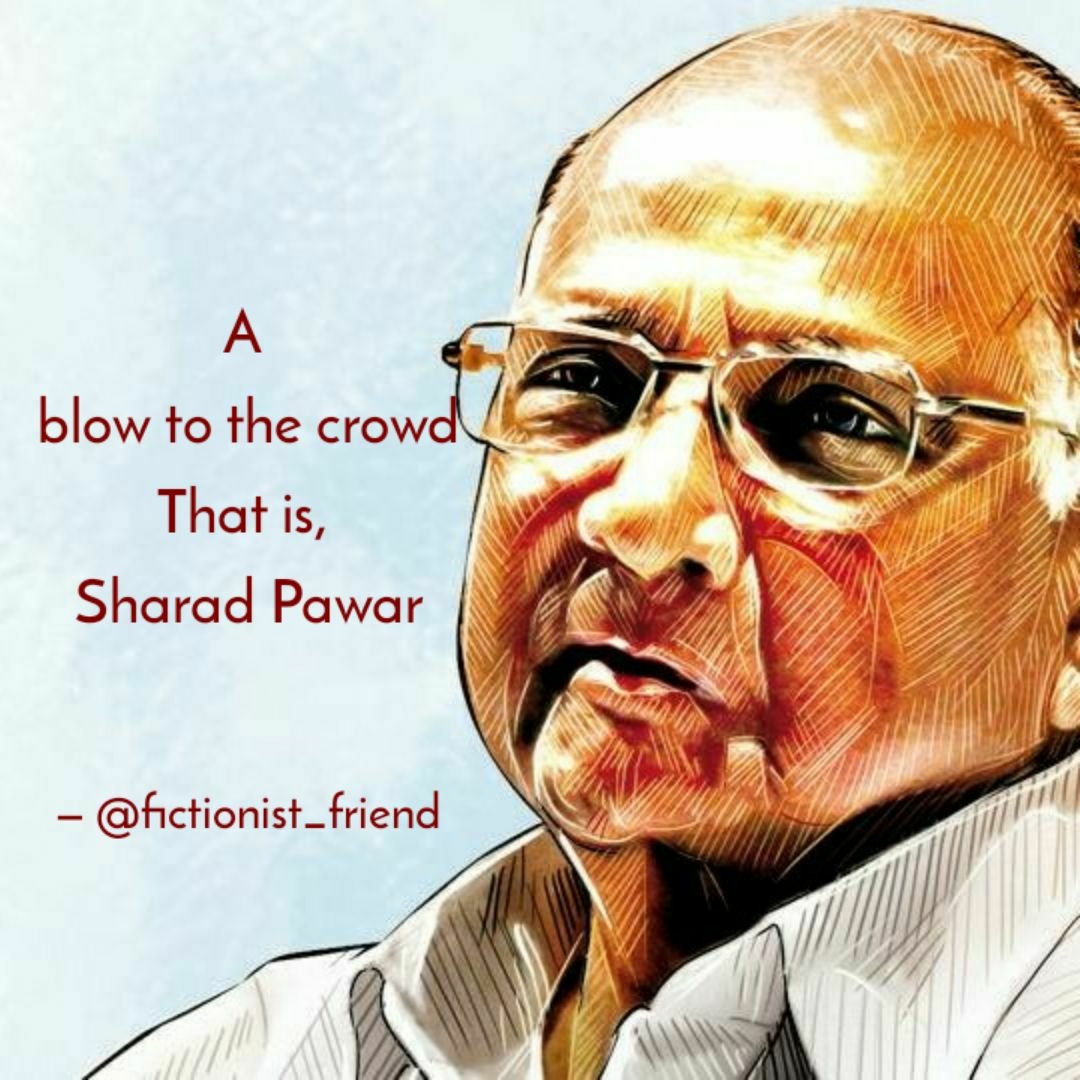 A
blow to the crowd
That is,
Sharad Pawar
– @fictionist_friend